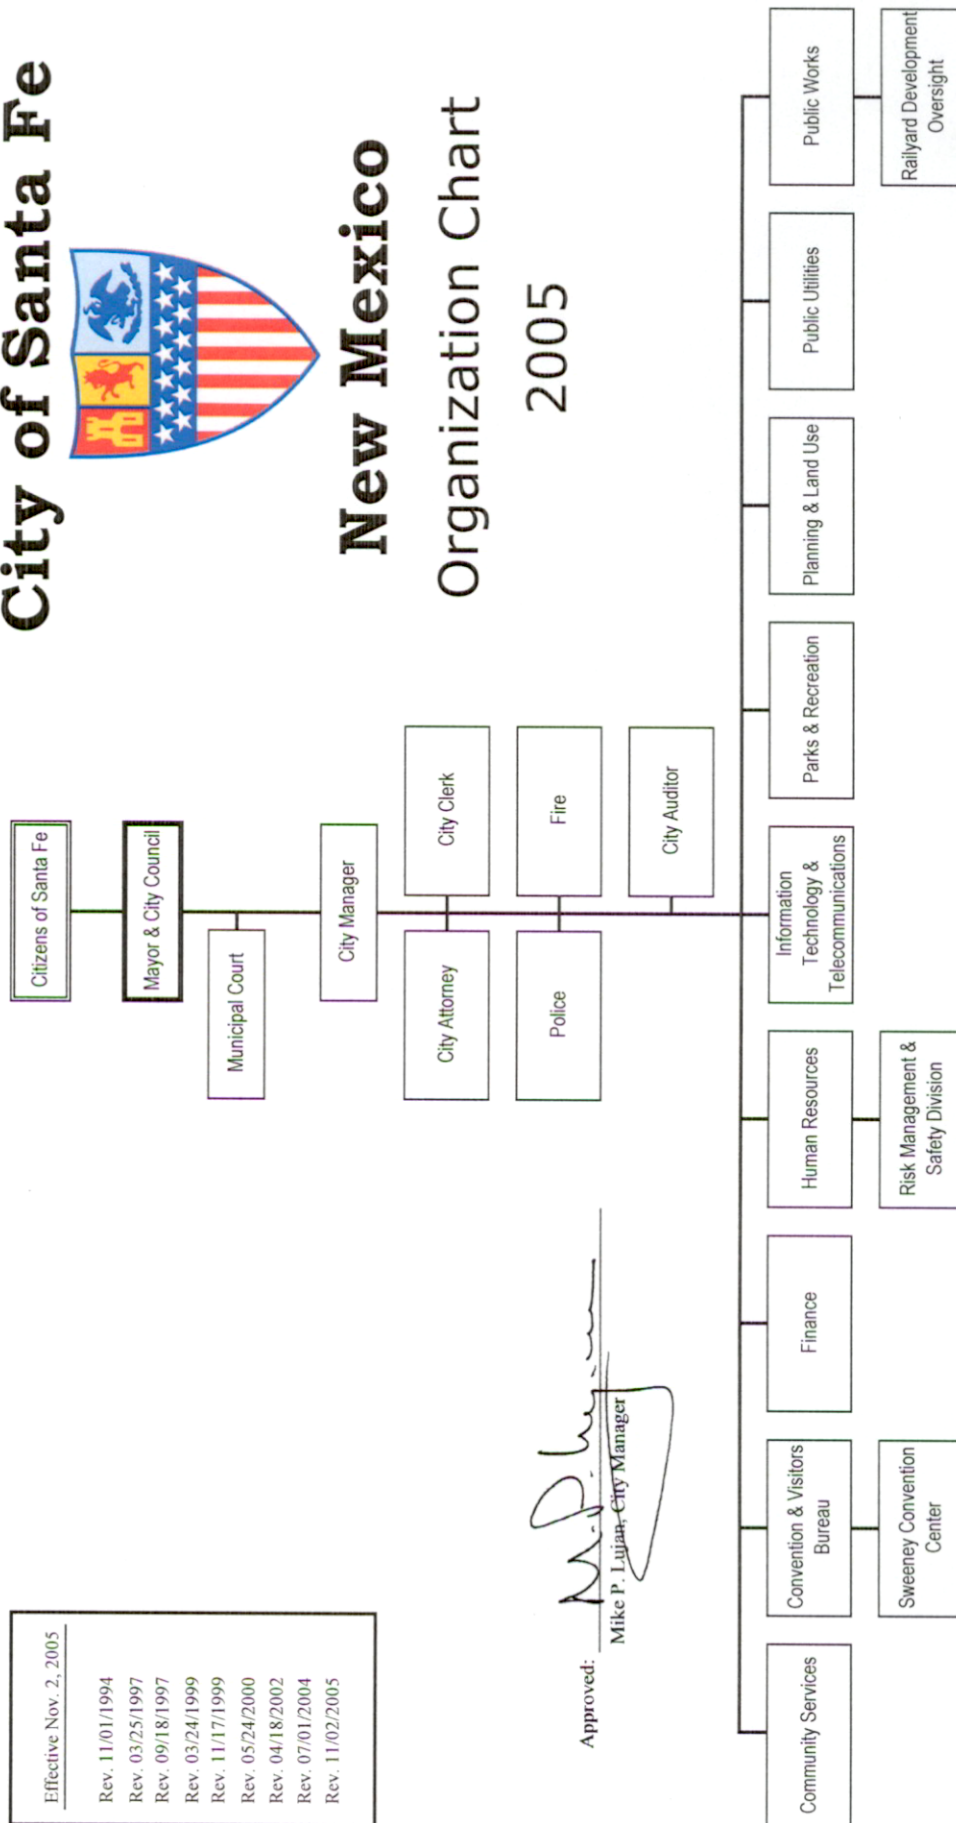 Effective Nov. 2, 2005
Rev. 11/01/1994
Rev. 03/25/1997
Rev. 09/18/1997
Rev. 03/24/1999
Rev. 11/17/1999
Rev. 05/24/2000
Rev. 04/18/2002
Rev. 07/01/2004
Rev. 11/02/2005
City of Santa Fe
New Mexico
Organization Chart
2005
Citizens of Santa Fe
Mayor & City Council
Municipal Court
City Manager
City Attorney
City Clerk
Police
Fire
City Auditor
Approved:
M. P. Lujan
Mike P. Lujan, City Manager
Community Services
Convention & Visitors
Bureau
Finance
Human Resources
Information
Technology &
Telecommunications
Parks & Recreation
Planning & Land Use
Public Utilities
Public Works
Sweeney Convention
Center
Risk Management &
Safety Division
Railyard Development
Oversight